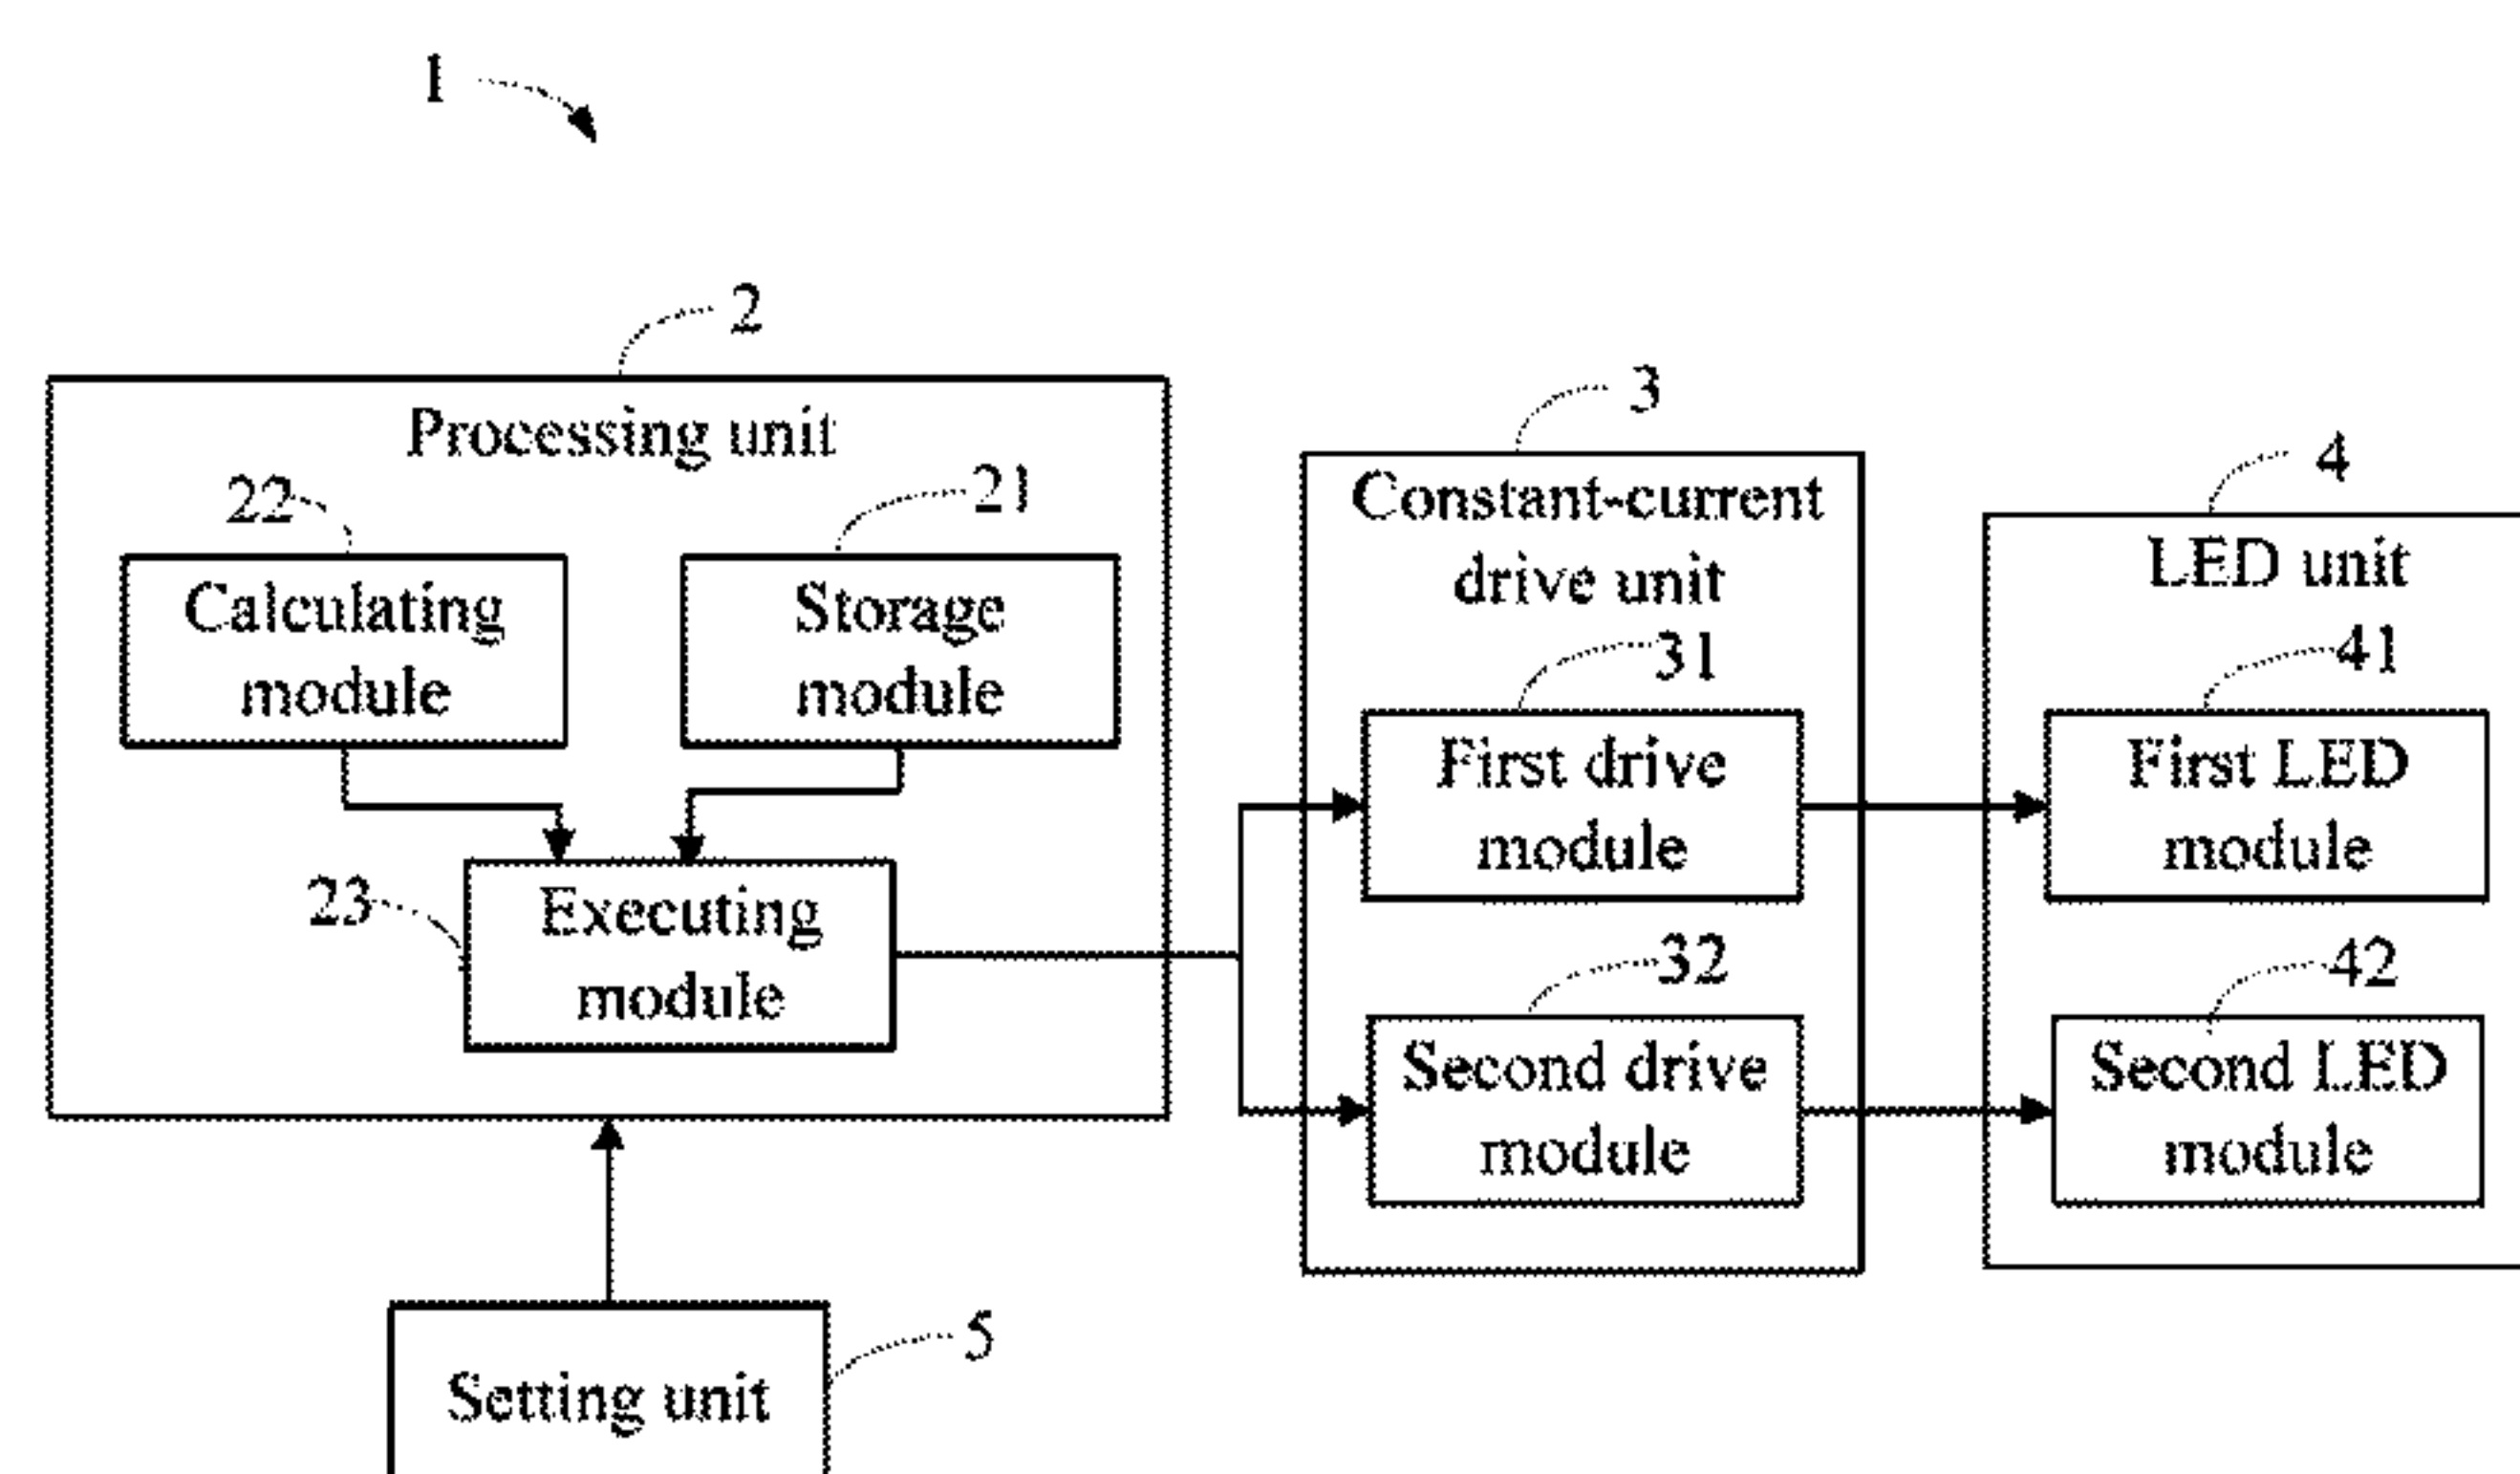 1
2
Processing unit
22
21
Calculating
module
Storage
module
23
Executing
module
3
Constant-current
drive unit
31
First drive
module
32
Second drive
module
4
LED unit
41
First LED
module
42
Second LED
module
5
Setting unit